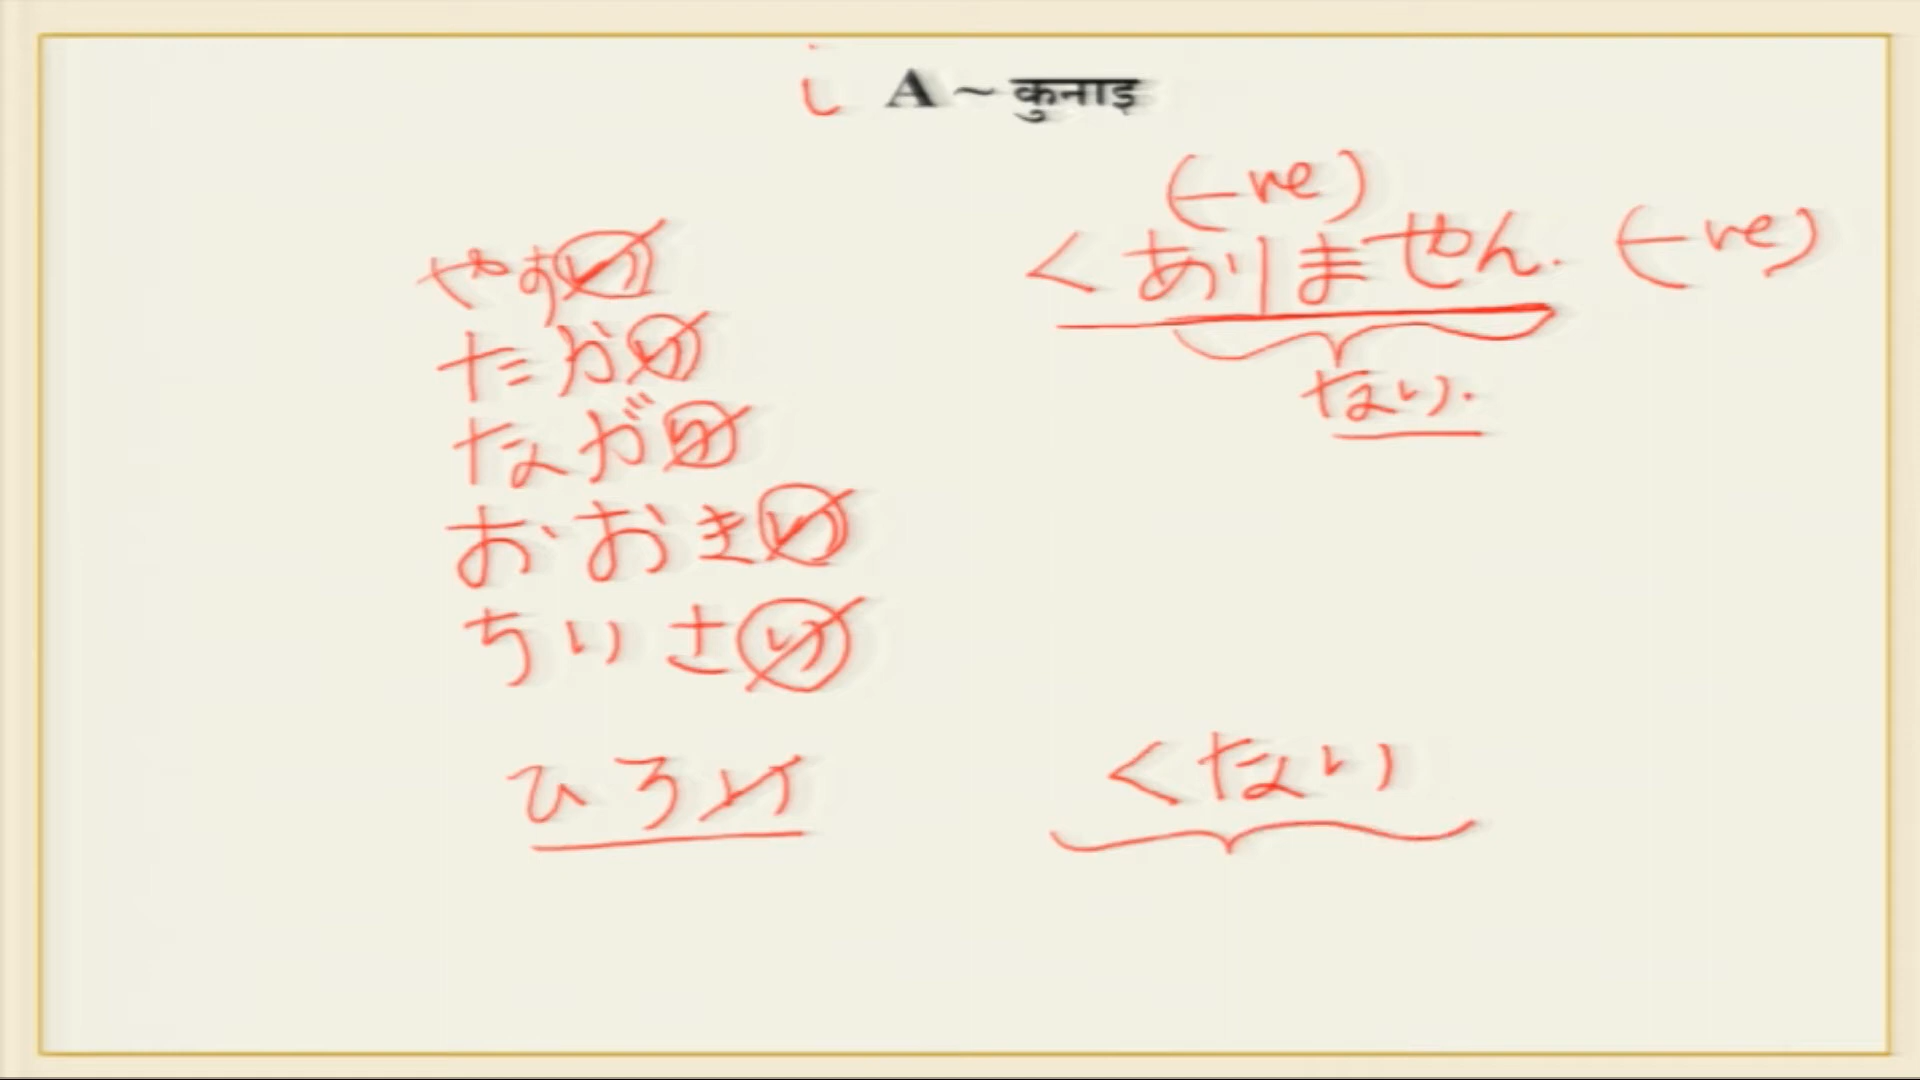 i A ~ कुनाइ
(-ve)
やすい くありません. (-ve)
たかい
ない.
ながい
おおきい
ちいさい
ひろい くない